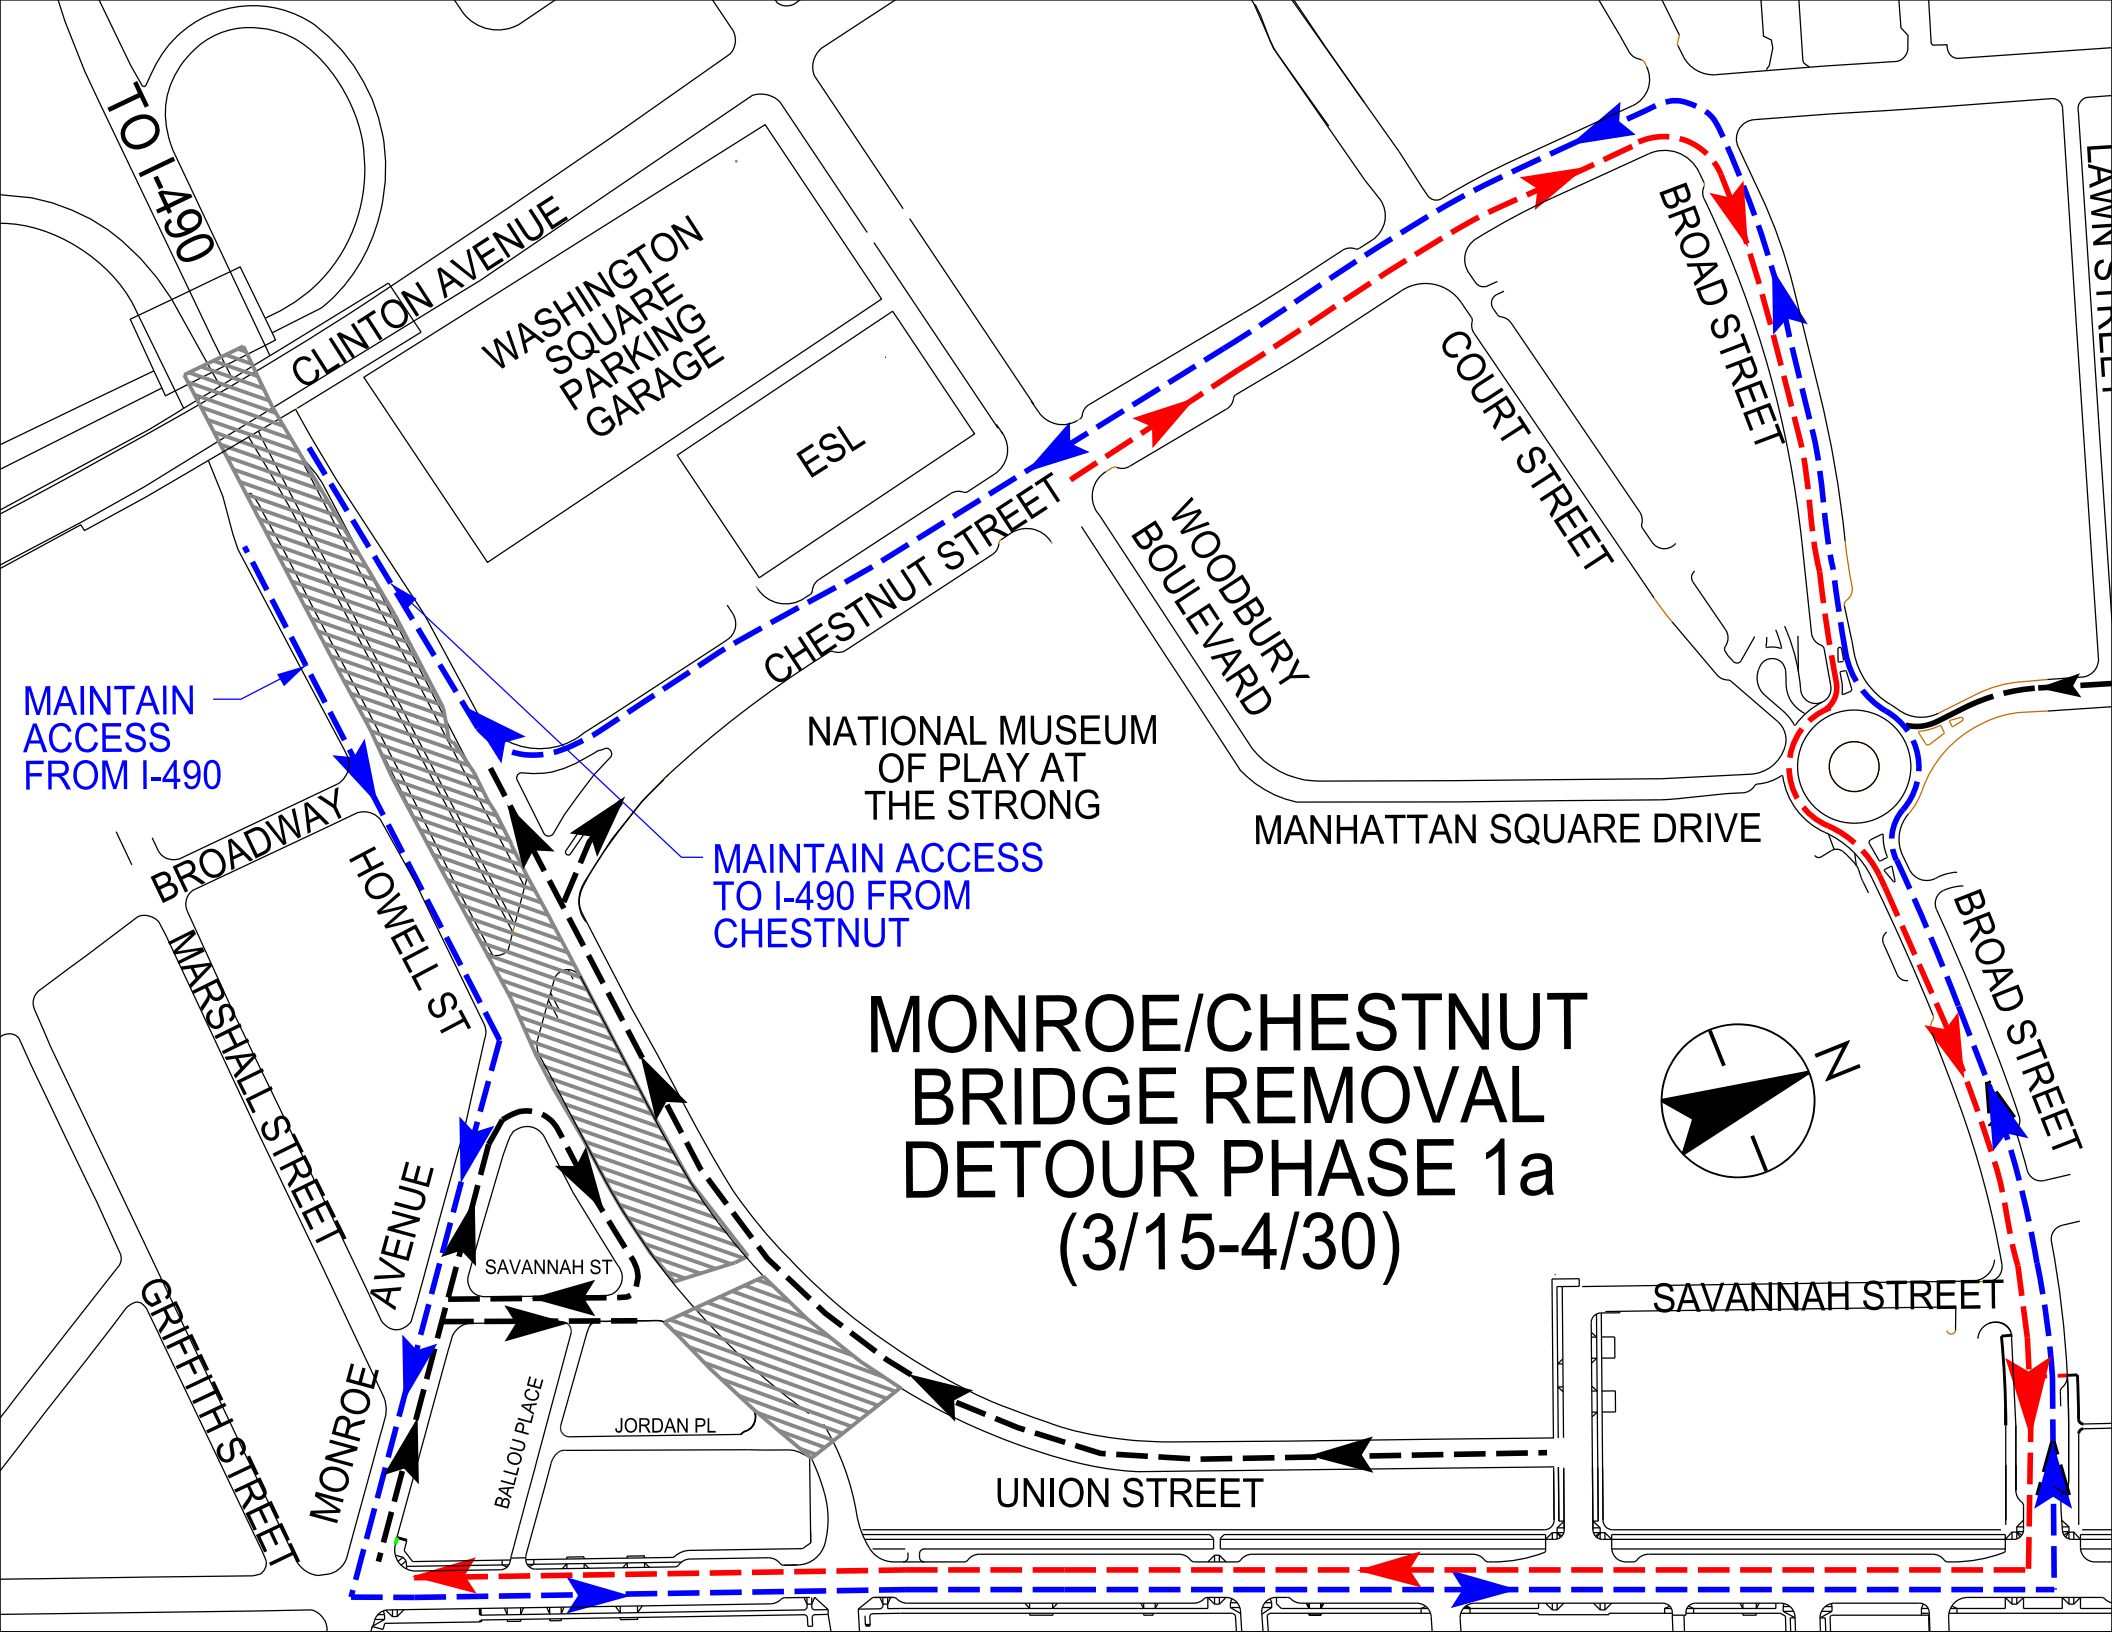 TO I-490
CLINTON AVENUE
WASHINGTON
SQUARE
PARKING
GARAGE
ESL
BROAD STREET
LAWN STREET
COURT STREET
CHESTNUT STREET
WOODBURY
BOULEVARD
MAINTAIN
ACCESS
FROM I-490
NATIONAL MUSEUM
OF PLAY AT
THE STRONG
MANHATTAN SQUARE DRIVE
BROADWAY
HOWELL ST
MAINTAIN ACCESS
TO I-490 FROM
CHESTNUT
MARSHALL STREET
BROAD STREET
MONROE/CHESTNUT
BRIDGE REMOVAL
DETOUR PHASE 1a
(3/15-4/30)
N
MONROE AVENUE
SAVANNAH ST
SAVANNAH STREET
GRIFFITH STREET
BALLOU PLACE
JORDAN PL
UNION STREET